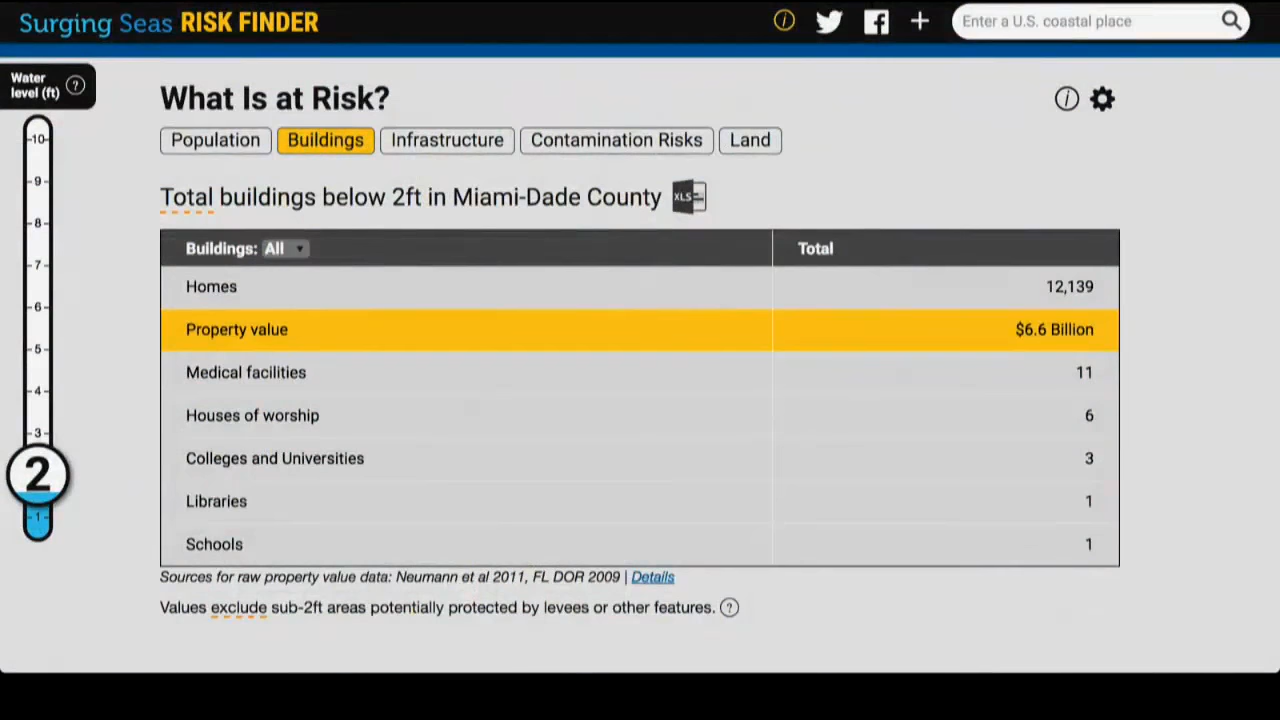 Surging Seas RISK FINDER
Enter a U.S. coastal place
Water
level (ft) ?
What Is at Risk?
Population Buildings Infrastructure Contamination Risks Land
Total buildings below 2ft in Miami-Dade County XLS
Buildings: All Total
Homes 12,139
Property value $6.6 Billion
Medical facilities 11
Houses of worship 6
Colleges and Universities 3
Libraries 1
Schools 1
Sources for raw property value data: Neumann et al 2011, FL DOR 2009 | Details
Values exclude sub-2ft areas potentially protected by levees or other features. ?
10
9
8
7
6
5
4
3
2
1